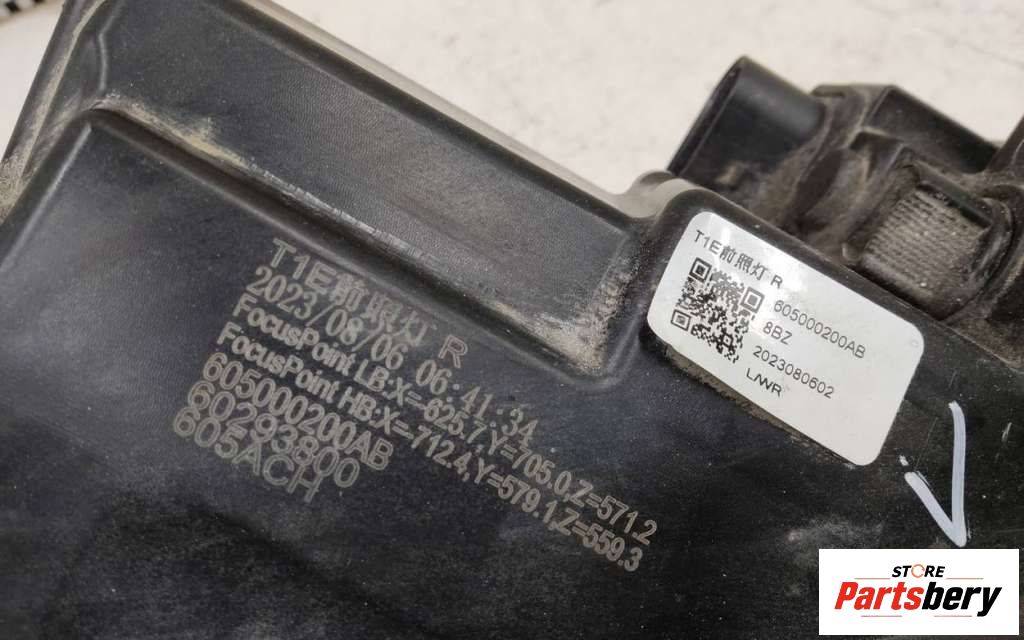 T1E前照灯 R
2023/08/06 06:41:34
FocusPoint LB:X=625.7,Y=705.0,Z=571.2
FocusPoint HB:X=712.4,Y=579.1,Z=559.3
605000200AB
60293800
605ACH
T1E前照灯 R
605000200AB
8BZ
2023080602
L/WR
STORE
Partsbery